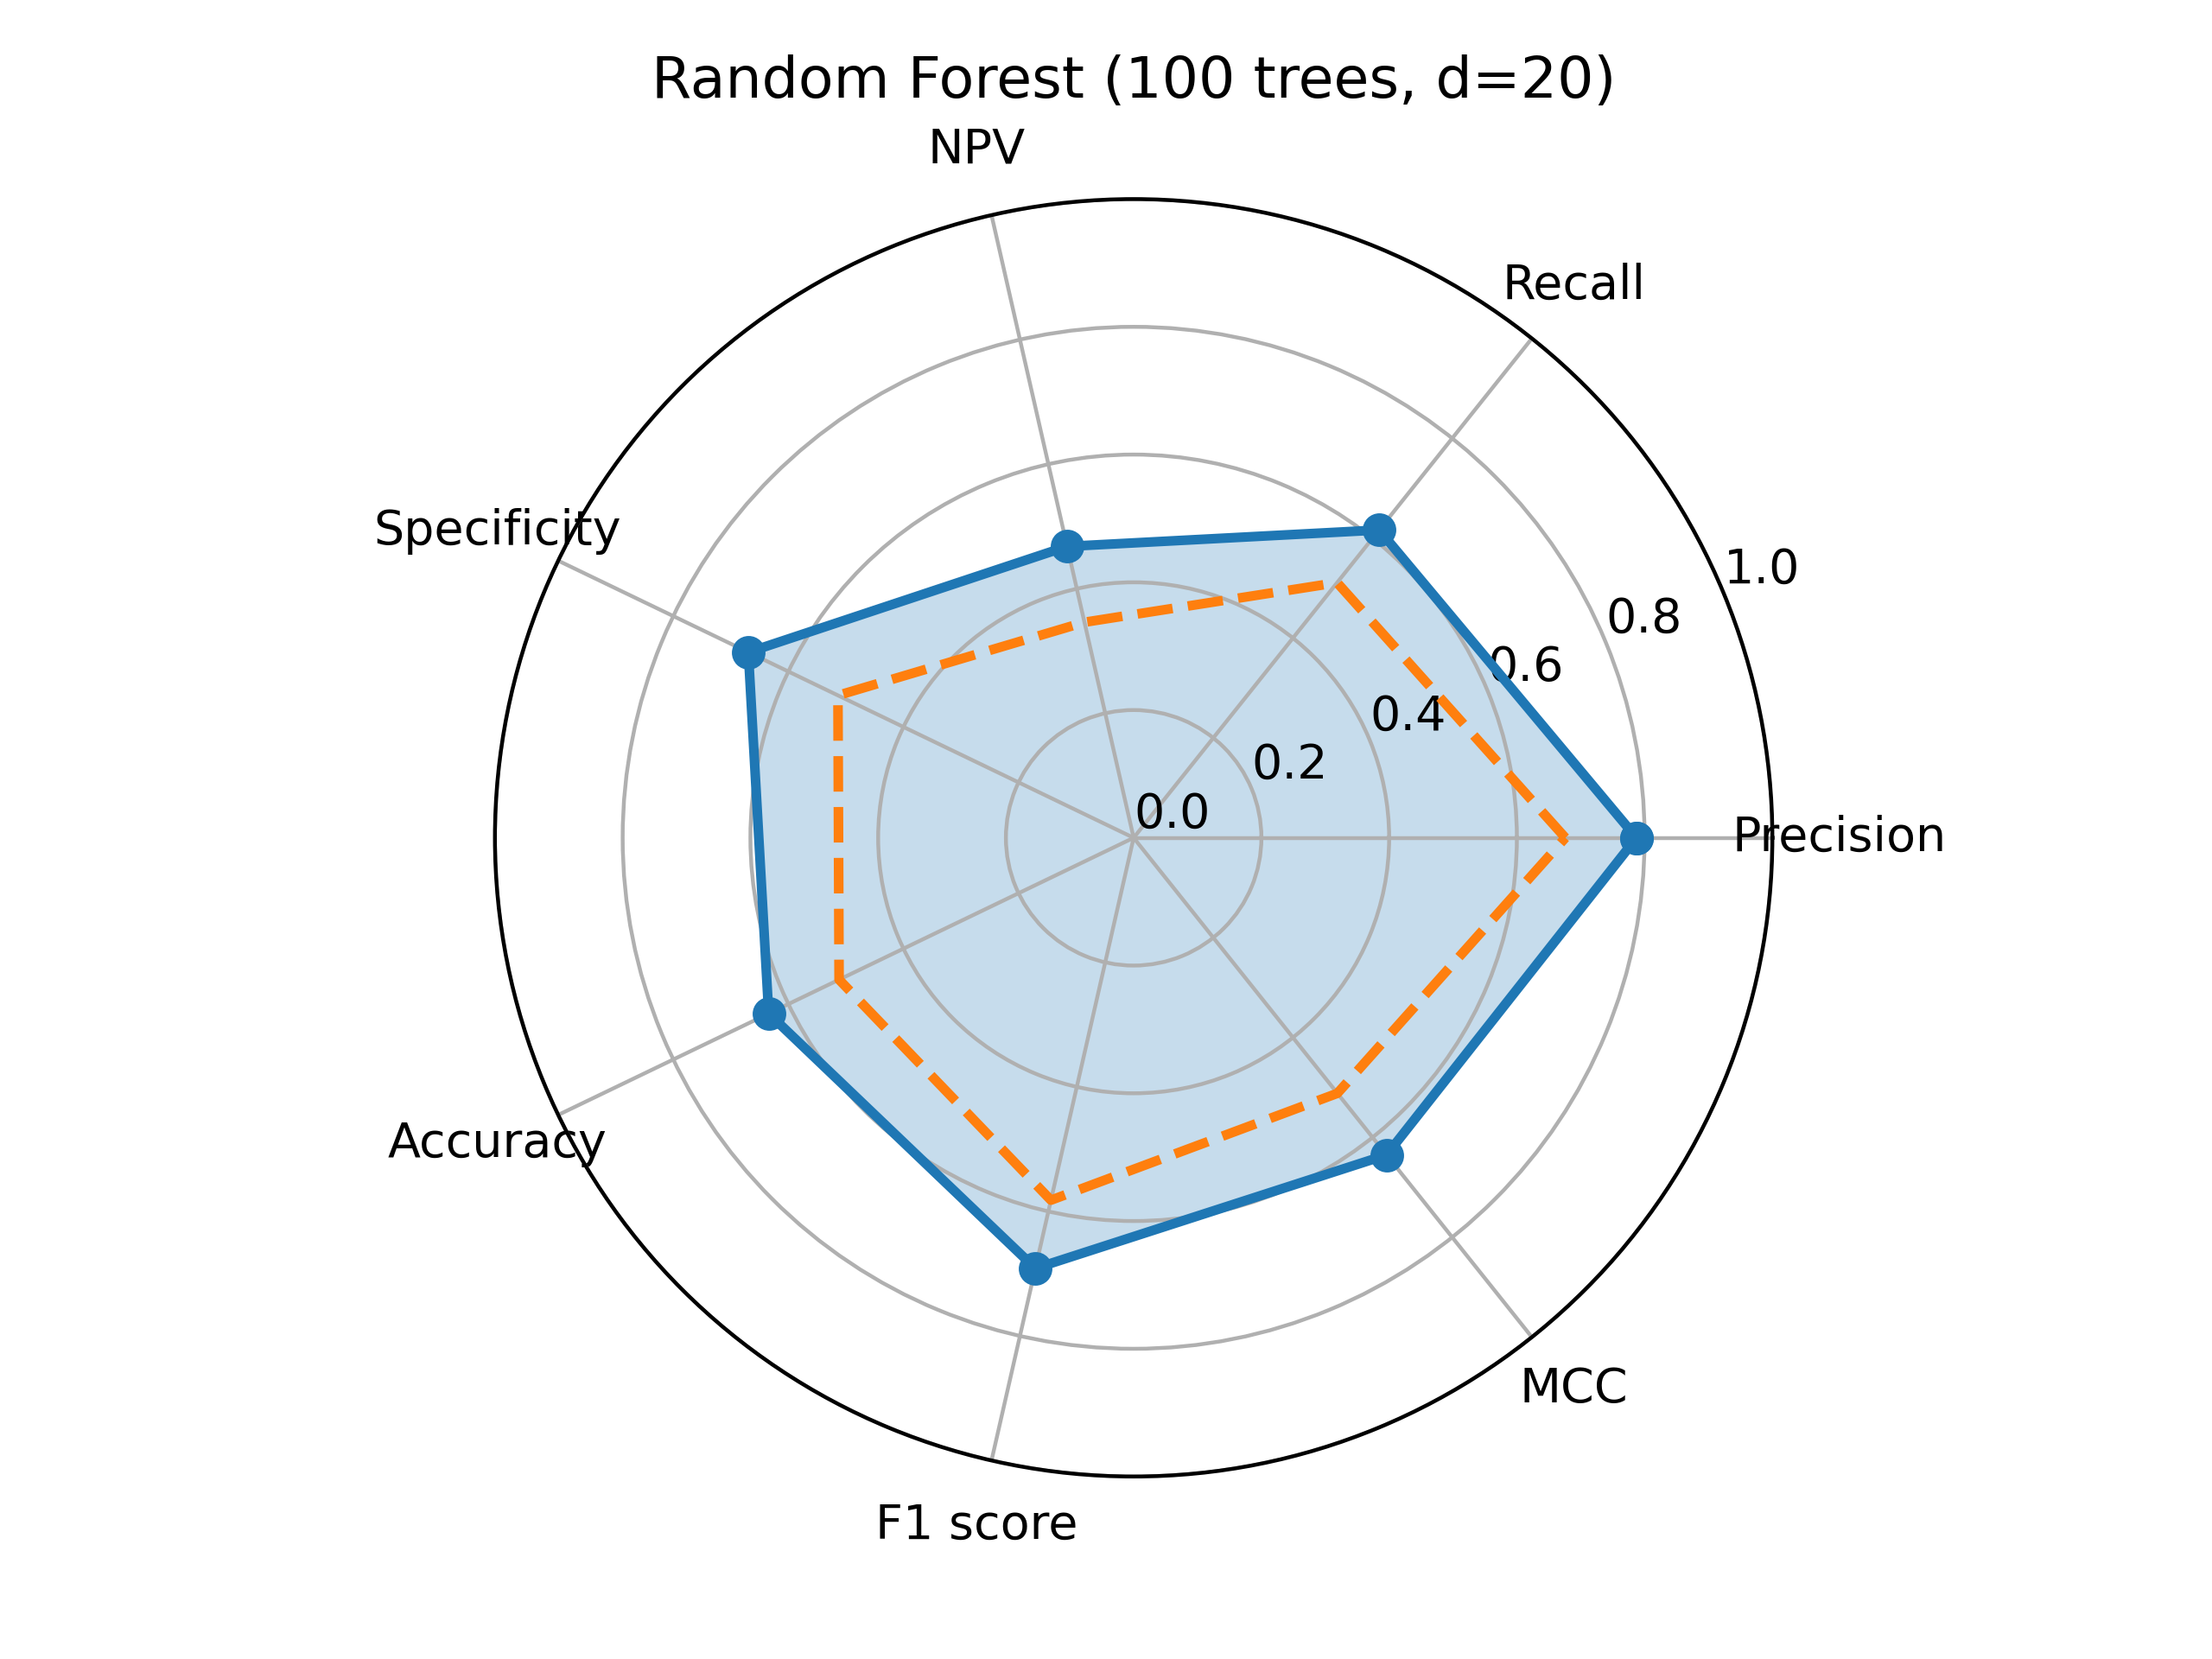 Random Forest (100 trees, d=20)
NPV
Recall
Specificity
1.0
0.8
0.6
0.4
0.2
0.0
Precision
Accuracy
MCC
F1 score